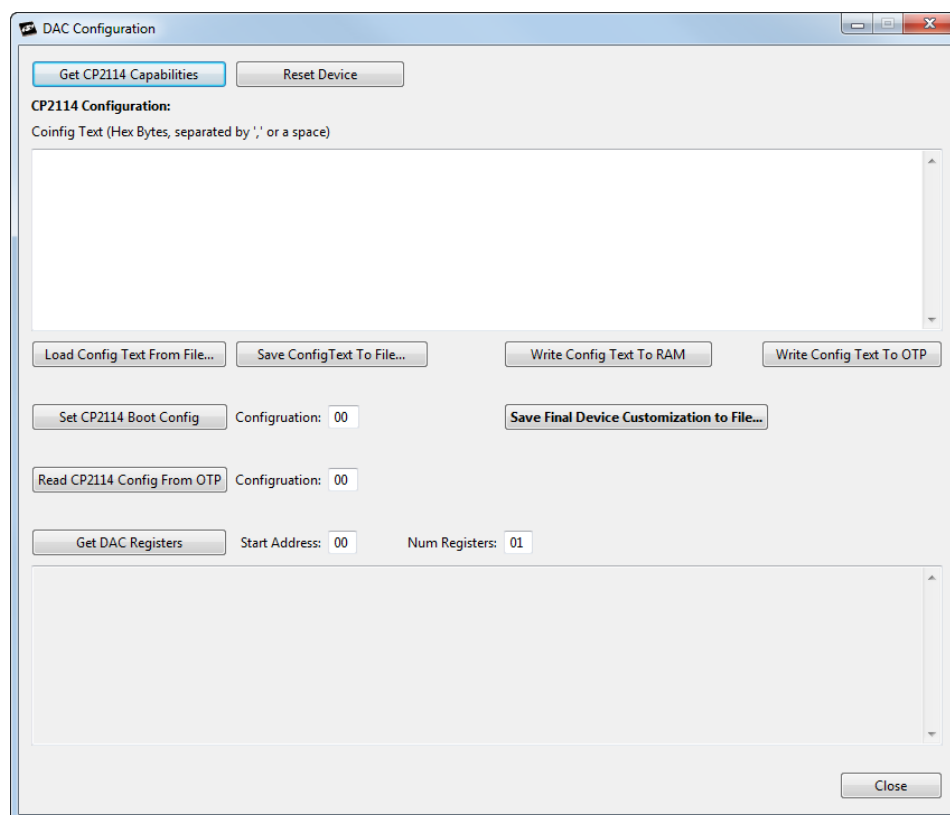 DAC Configuration
Get CP2114 Capabilities Reset Device
CP2114 Configuration:
Coinfig Text (Hex Bytes, separated by ',' or a space)
Load Config Text From File... Save ConfigText To File... Write Config Text To RAM Write Config Text To OTP
Set CP2114 Boot Config Configruation: 00 Save Final Device Customization to File...
Read CP2114 Config From OTP Configruation: 00
Get DAC Registers Start Address: 00 Num Registers: 01
Close